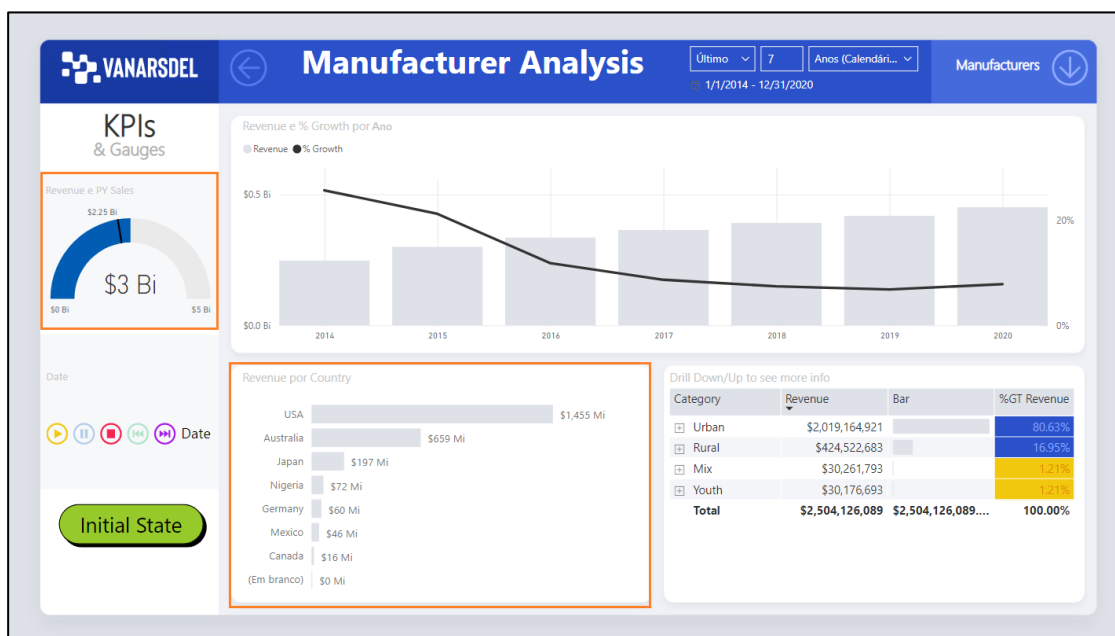 VANARSDEL
Manufacturer Analysis
Último
7
Anos (Calendári...
1/1/2014 - 12/31/2020
Manufacturers
KPIs
& Gauges
Revenue e PY Sales
$2.25 Bi
$3 Bi
$0 Bi
$5 Bi
Date
Date
Initial State
Revenue e % Growth por Ano
Revenue
% Growth
$0.5 Bi
$0.0 Bi
20%
0%
2014 2015 2016 2017 2018 2019 2020
Revenue por Country
USA $1,455 Mi
Australia $659 Mi
Japan $197 Mi
Nigeria $72 Mi
Germany $60 Mi
Mexico $46 Mi
Canada $16 Mi
(Em branco) $0 Mi
Drill Down/Up to see more info
Category Revenue Bar %GT Revenue
Urban $2,019,164,921 80.63%
Rural $424,522,683 16.95%
Mix $30,261,793 1.21%
Youth $30,176,693 1.21%
Total $2,504,126,089 $2,504,126,089.... 100.00%